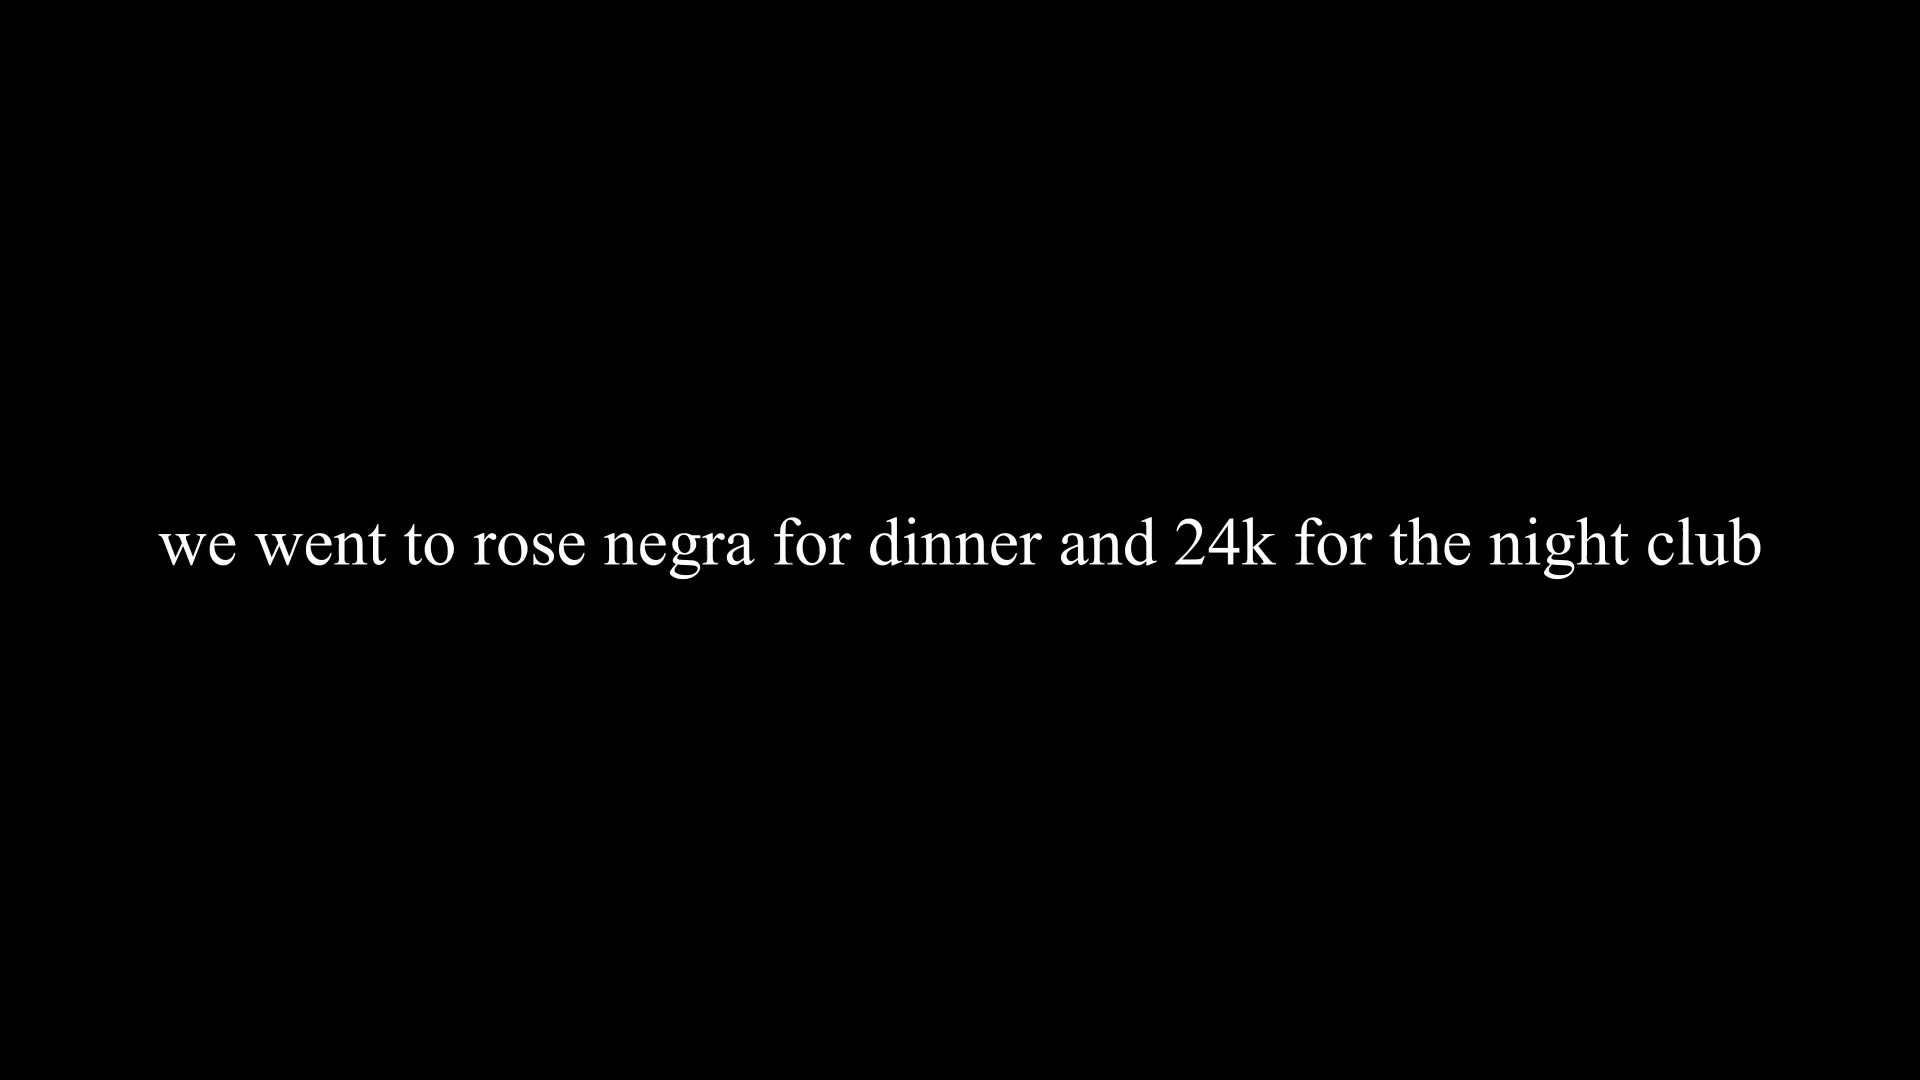 we went to rose negra for dinner and 24k for the night club